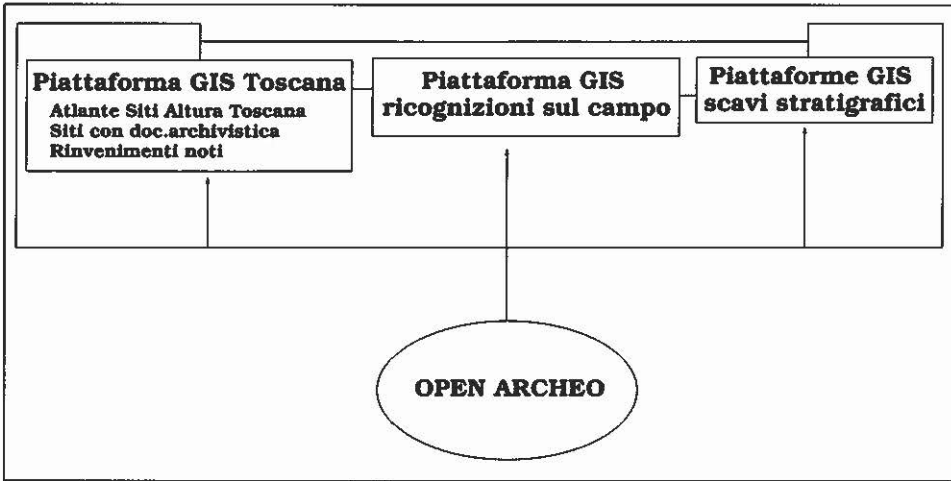 Piattaforma GIS Toscana
Atlante Siti Altura Toscana
Siti con doc.archivistica
Rinvenimenti noti
Piattaforma GIS
ricognizioni sul campo
Piattaforme GIS
scavi stratigrafici
OPEN ARCHEO